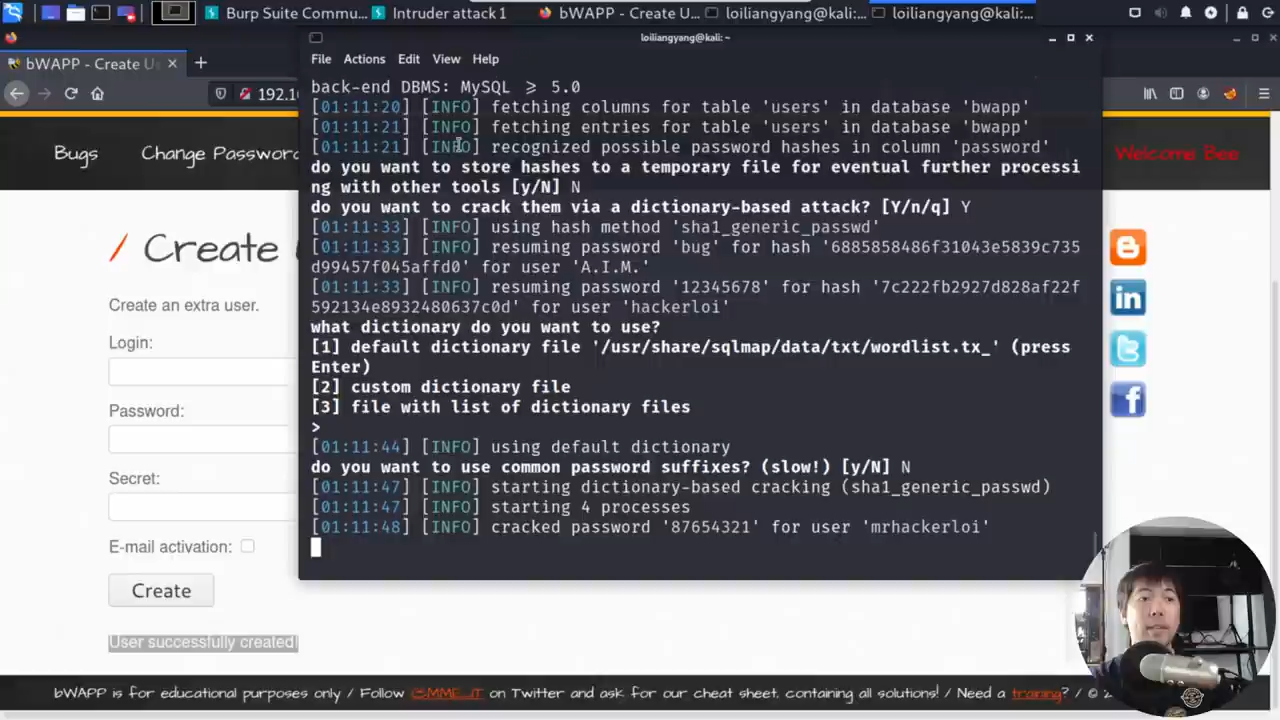 Burp Suite Commu...
Intruder attack 1
bWAPP - Create U...
loiliangyang@kali:...
loiliangyang@kali:...
loiliangyang@kali: ~
bWAPP - Create Us
File Actions Edit View Help
192.16
Bugs
Change Password
Welcome Bee
back-end DBMS: MySQL ≥ 5.0
[01:11:20] [INFO] fetching columns for table 'users' in database 'bwapp'
[01:11:21] [INFO] fetching entries for table 'users' in database 'bwapp'
[01:11:21] [INFO] recognized possible password hashes in column 'password'
do you want to store hashes to a temporary file for eventual further processi
ng with other tools [y/N] N
do you want to crack them via a dictionary-based attack? [Y/n/q] Y
[01:11:33] [INFO] using hash method 'sha1_generic_passwd'
[01:11:33] [INFO] resuming password 'bug' for hash '6885858486f31043e5839c735
d99457f045affd0' for user 'A.I.M.'
[01:11:33] [INFO] resuming password '12345678' for hash '7c222fb2927d828af22f
592134e8932480637c0d' for user 'hackerloi'
what dictionary do you want to use?
[1] default dictionary file '/usr/share/sqlmap/data/txt/wordlist.tx_' (press
Enter)
[2] custom dictionary file
[3] file with list of dictionary files
>
[01:11:44] [INFO] using default dictionary
do you want to use common password suffixes? (slow!) [y/N] N
[01:11:47] [INFO] starting dictionary-based cracking (sha1_generic_passwd)
[01:11:47] [INFO] starting 4 processes
[01:11:48] [INFO] cracked password '87654321' for user 'mrhackerloi'
/ Create
Create an extra user.
Login:
Password:
Secret:
E-mail activation:
Create
User successfully created!
bWAPP is for educational purposes only / Follow @MME_IT on Twitter and ask for our cheat sheet, containing all solutions! / Need a training? / © 2